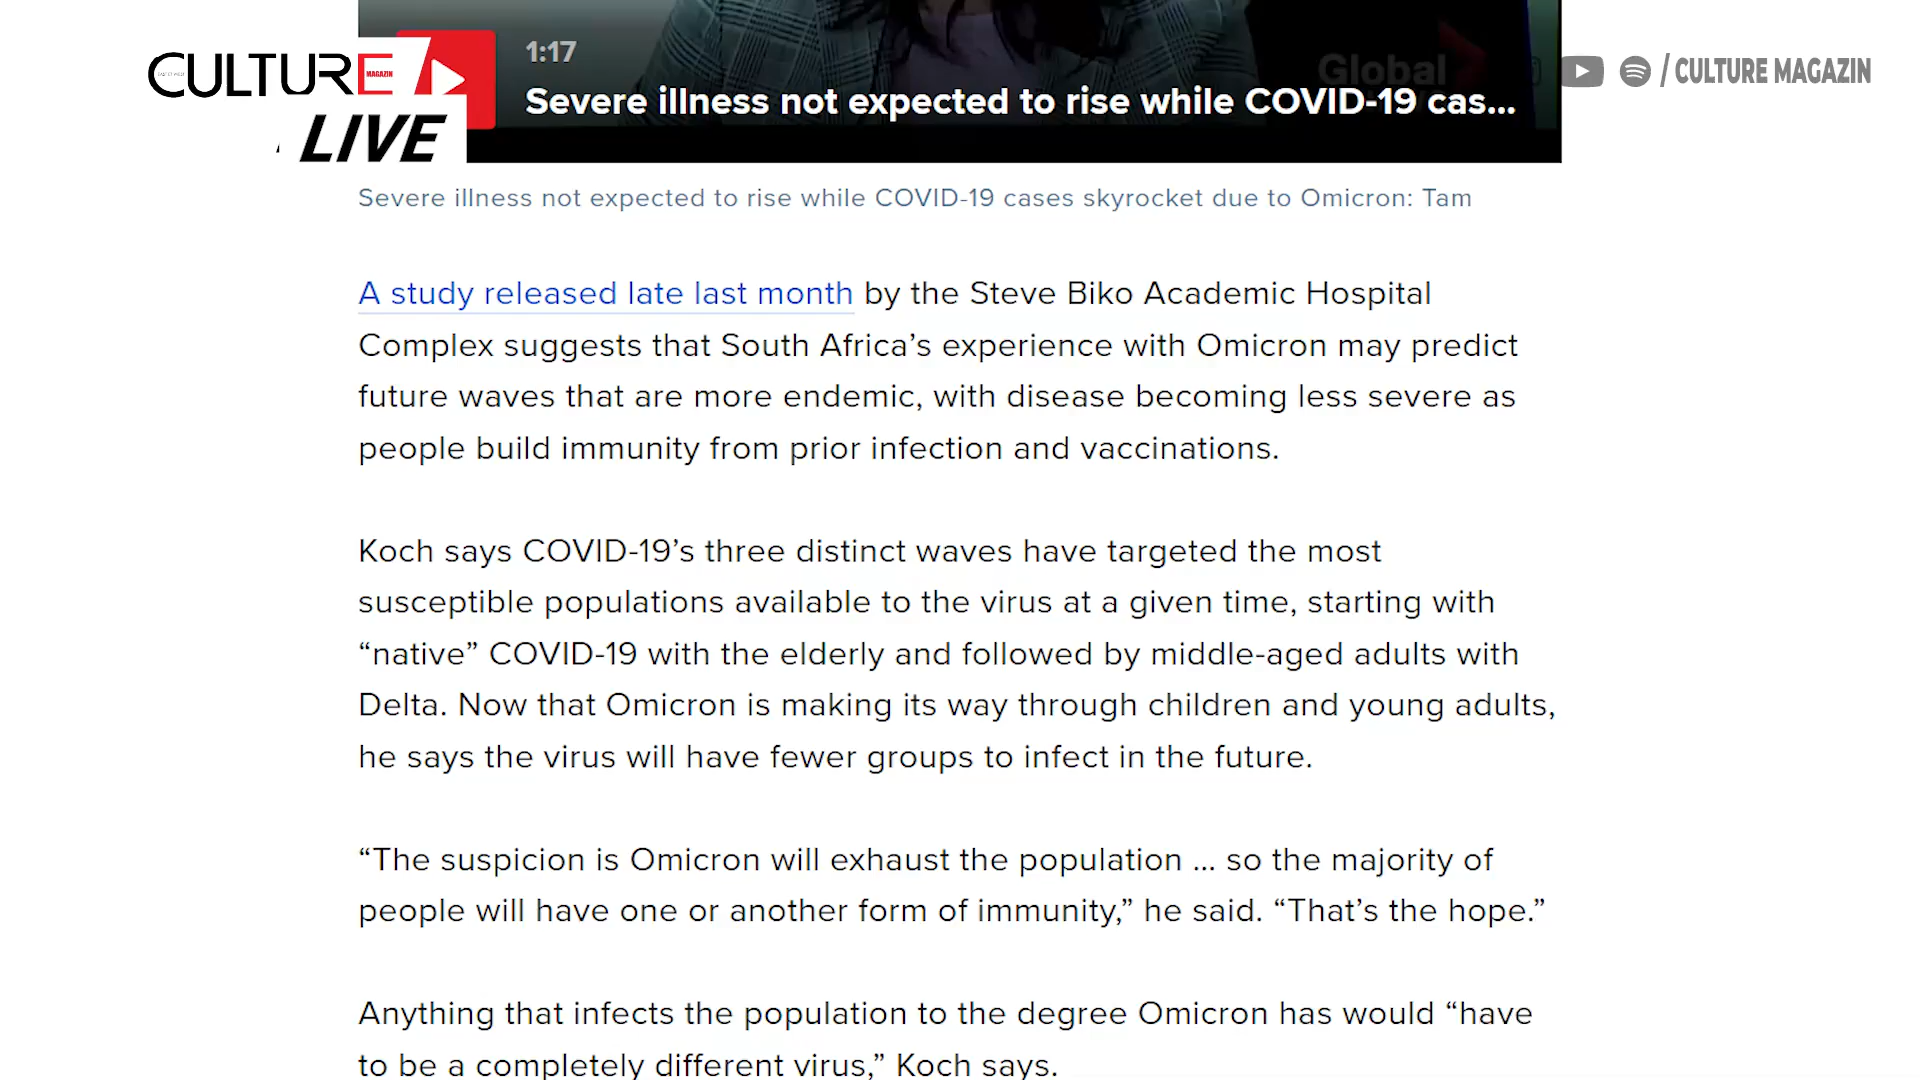 CULTURE
MAGAZIN
LIVE
1:17
Global
Severe illness not expected to rise while COVID-19 cas...
/ CULTURE MAGAZIN
Severe illness not expected to rise while COVID-19 cases skyrocket due to Omicron: Tam
A study released late last month by the Steve Biko Academic Hospital
Complex suggests that South Africa’s experience with Omicron may predict
future waves that are more endemic, with disease becoming less severe as
people build immunity from prior infection and vaccinations.
Koch says COVID-19’s three distinct waves have targeted the most
susceptible populations available to the virus at a given time, starting with
“native” COVID-19 with the elderly and followed by middle-aged adults with
Delta. Now that Omicron is making its way through children and young adults,
he says the virus will have fewer groups to infect in the future.
“The suspicion is Omicron will exhaust the population ... so the majority of
people will have one or another form of immunity,” he said. “That’s the hope.”
Anything that infects the population to the degree Omicron has would “have
to be a completely different virus,” Koch says.